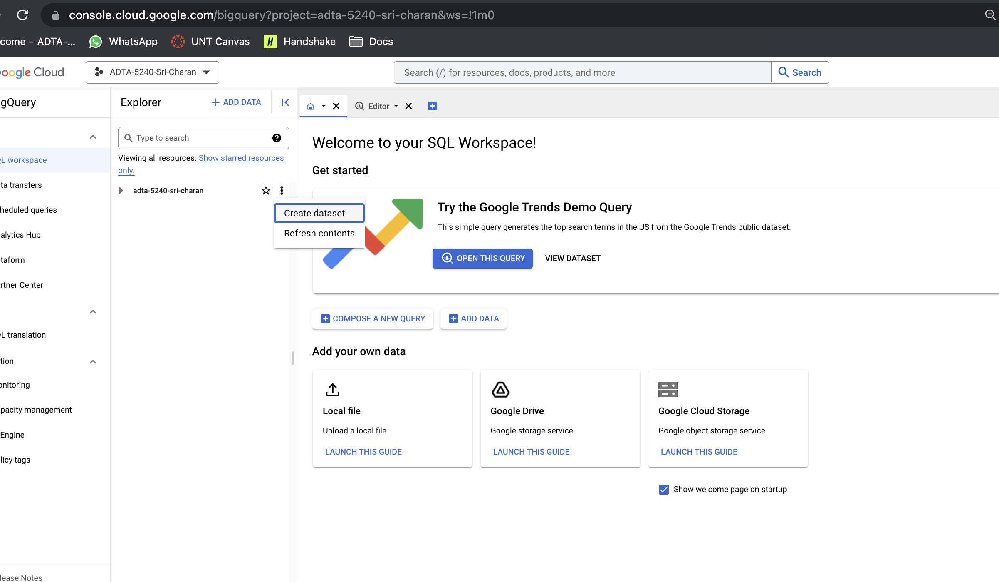 console.cloud.google.com/bigquery?project=adta-5240-sri-charan&ws=!1m0
come – ADTA-...
WhatsApp
UNT Canvas
H Handshake
Docs
oogle Cloud
ADTA-5240-Sri-Charan
Search (/) for resources, docs, products, and more
Search
gQuery
QL workspace
ta transfers
heduled queries
alytics Hub
taform
rtner Center
QL translation
tion
onitoring
pacity management
Engine
licy tags
lease Notes
Explorer
+ ADD DATA
Type to search
?
Viewing all resources. Show starred resources
only.
adta-5240-sri-charan
Create dataset
Refresh contents
Editor
Welcome to your SQL Workspace!
Get started
Try the Google Trends Demo Query
This simple query generates the top search terms in the US from the Google Trends public dataset.
OPEN THIS QUERY
VIEW DATASET
COMPOSE A NEW QUERY
ADD DATA
Add your own data
Local file
Upload a local file
LAUNCH THIS GUIDE
Google Drive
Google storage service
LAUNCH THIS GUIDE
Google Cloud Storage
Google object storage service
LAUNCH THIS GUIDE
Show welcome page on startup